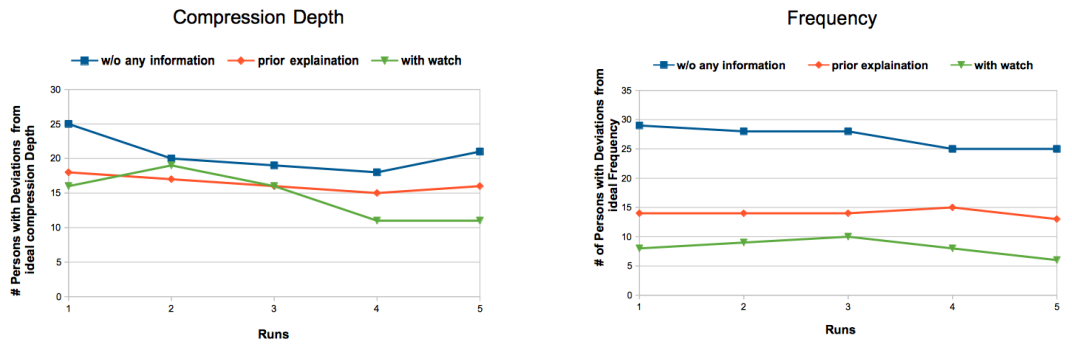 Compression Depth
w/o any information prior explaination with watch
# Persons with Deviations from
ideal compression Depth
30
25
20
15
10
5
0
1 2 3 4 5
Runs
Frequency
w/o any information prior explaination with watch
# of Persons with Deviations from
ideal Frequency
35
30
25
20
15
10
5
0
1 2 3 4 5
Runs